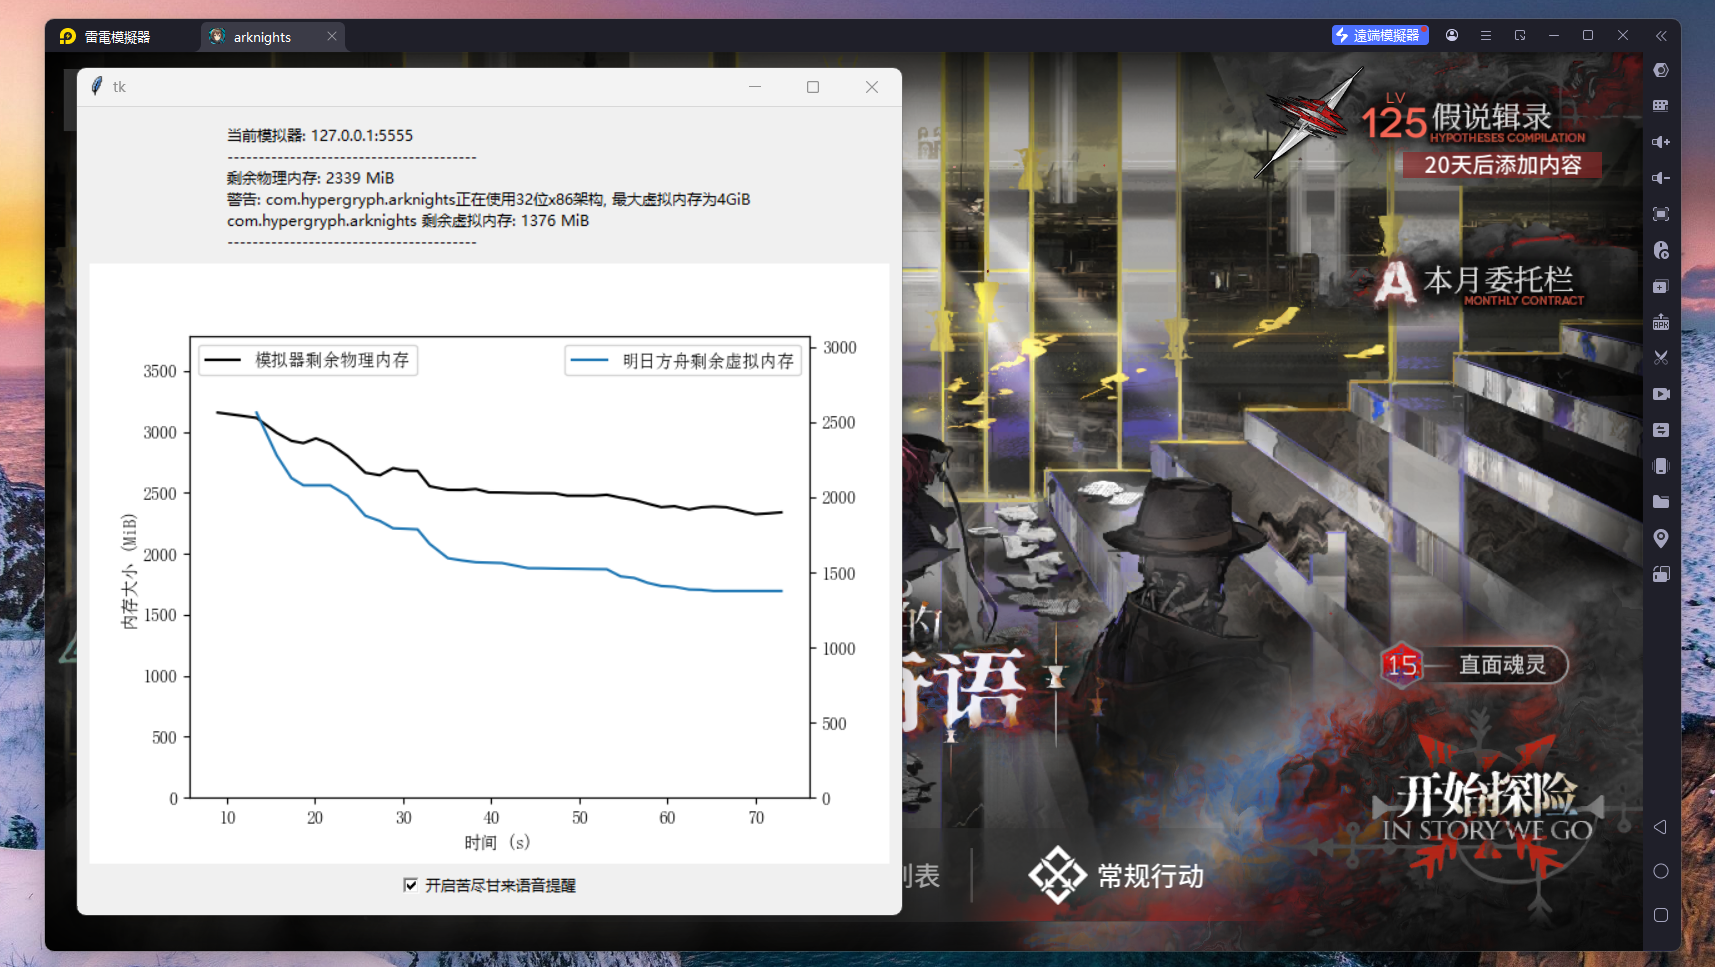 雷電模擬器
arknights
遠端模擬器
tk
当前模拟器: 127.0.0.1:5555
----------------------------------------
剩余物理内存: 2339 MiB
警告: com.hypergryph.arknights正在使用32位x86架构, 最大虚拟内存为4GiB
com.hypergryph.arknights 剩余虚拟内存: 1376 MiB
----------------------------------------
模拟器剩余物理内存
明日方舟剩余虚拟内存
3500
3000
2500
2000
1500
1000
500
0
内存大小 (MiB)
3000
2500
2000
1500
1000
500
0
10 20 30 40 50 60 70
时间 (s)
开启苦尽甘来语音提醒
LV
125 假说辑录
HYPOTHESES COMPILATION
20天后添加内容
本月委托栏
MONTHLY CONTRACT
语
15 直面魂灵
开始探险
IN STORY WE GO
列表
常规行动
APK